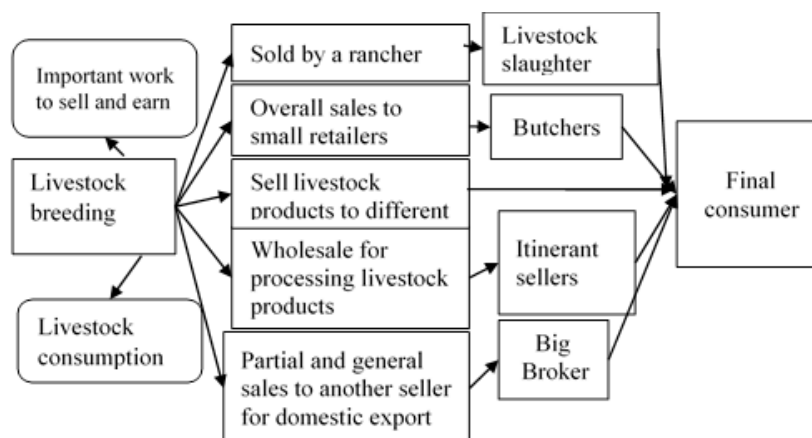 Important work
to sell and earn
Livestock
breeding
Livestock
consumption
Sold by a rancher
Overall sales to
small retailers
Sell livestock
products to different
Wholesale for
processing livestock
products
Partial and general
sales to another seller
for domestic export
Livestock
slaughter
Butchers
Itinerant
sellers
Big
Broker
Final
consumer